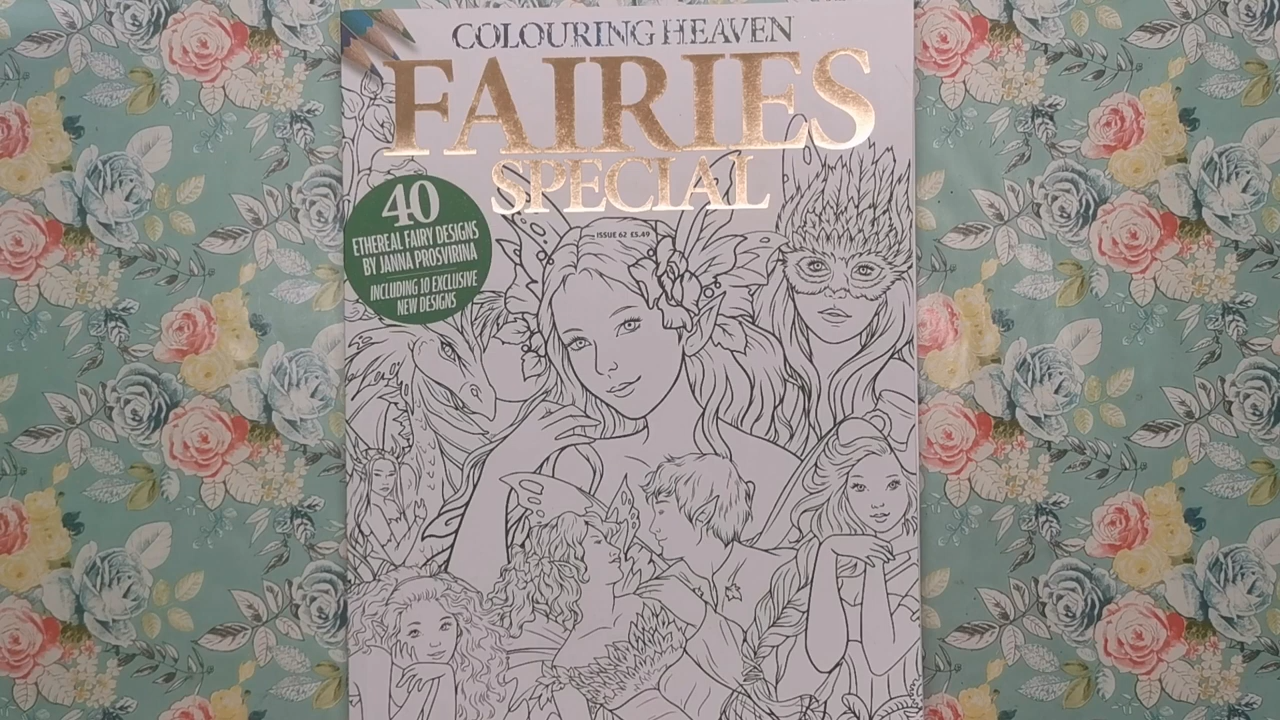 COLOURING HEAVEN
FAIRIES
SPECIAL
40
ETHEREAL FAIRY DESIGNS
BY JANNA PROSVIRINA
INCLUDING 10 EXCLUSIVE
NEW DESIGNS
ISSUE 62 £5.49